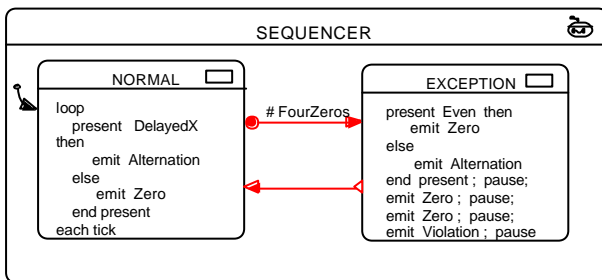 SEQUENCER
NORMAL
loop
present DelayedX
then
emit Alternation
else
emit Zero
end present
each tick
# FourZeros
EXCEPTION
present Even then
emit Zero
else
emit Alternation
end present ; pause;
emit Zero ; pause;
emit Zero ; pause;
emit Violation ; pause